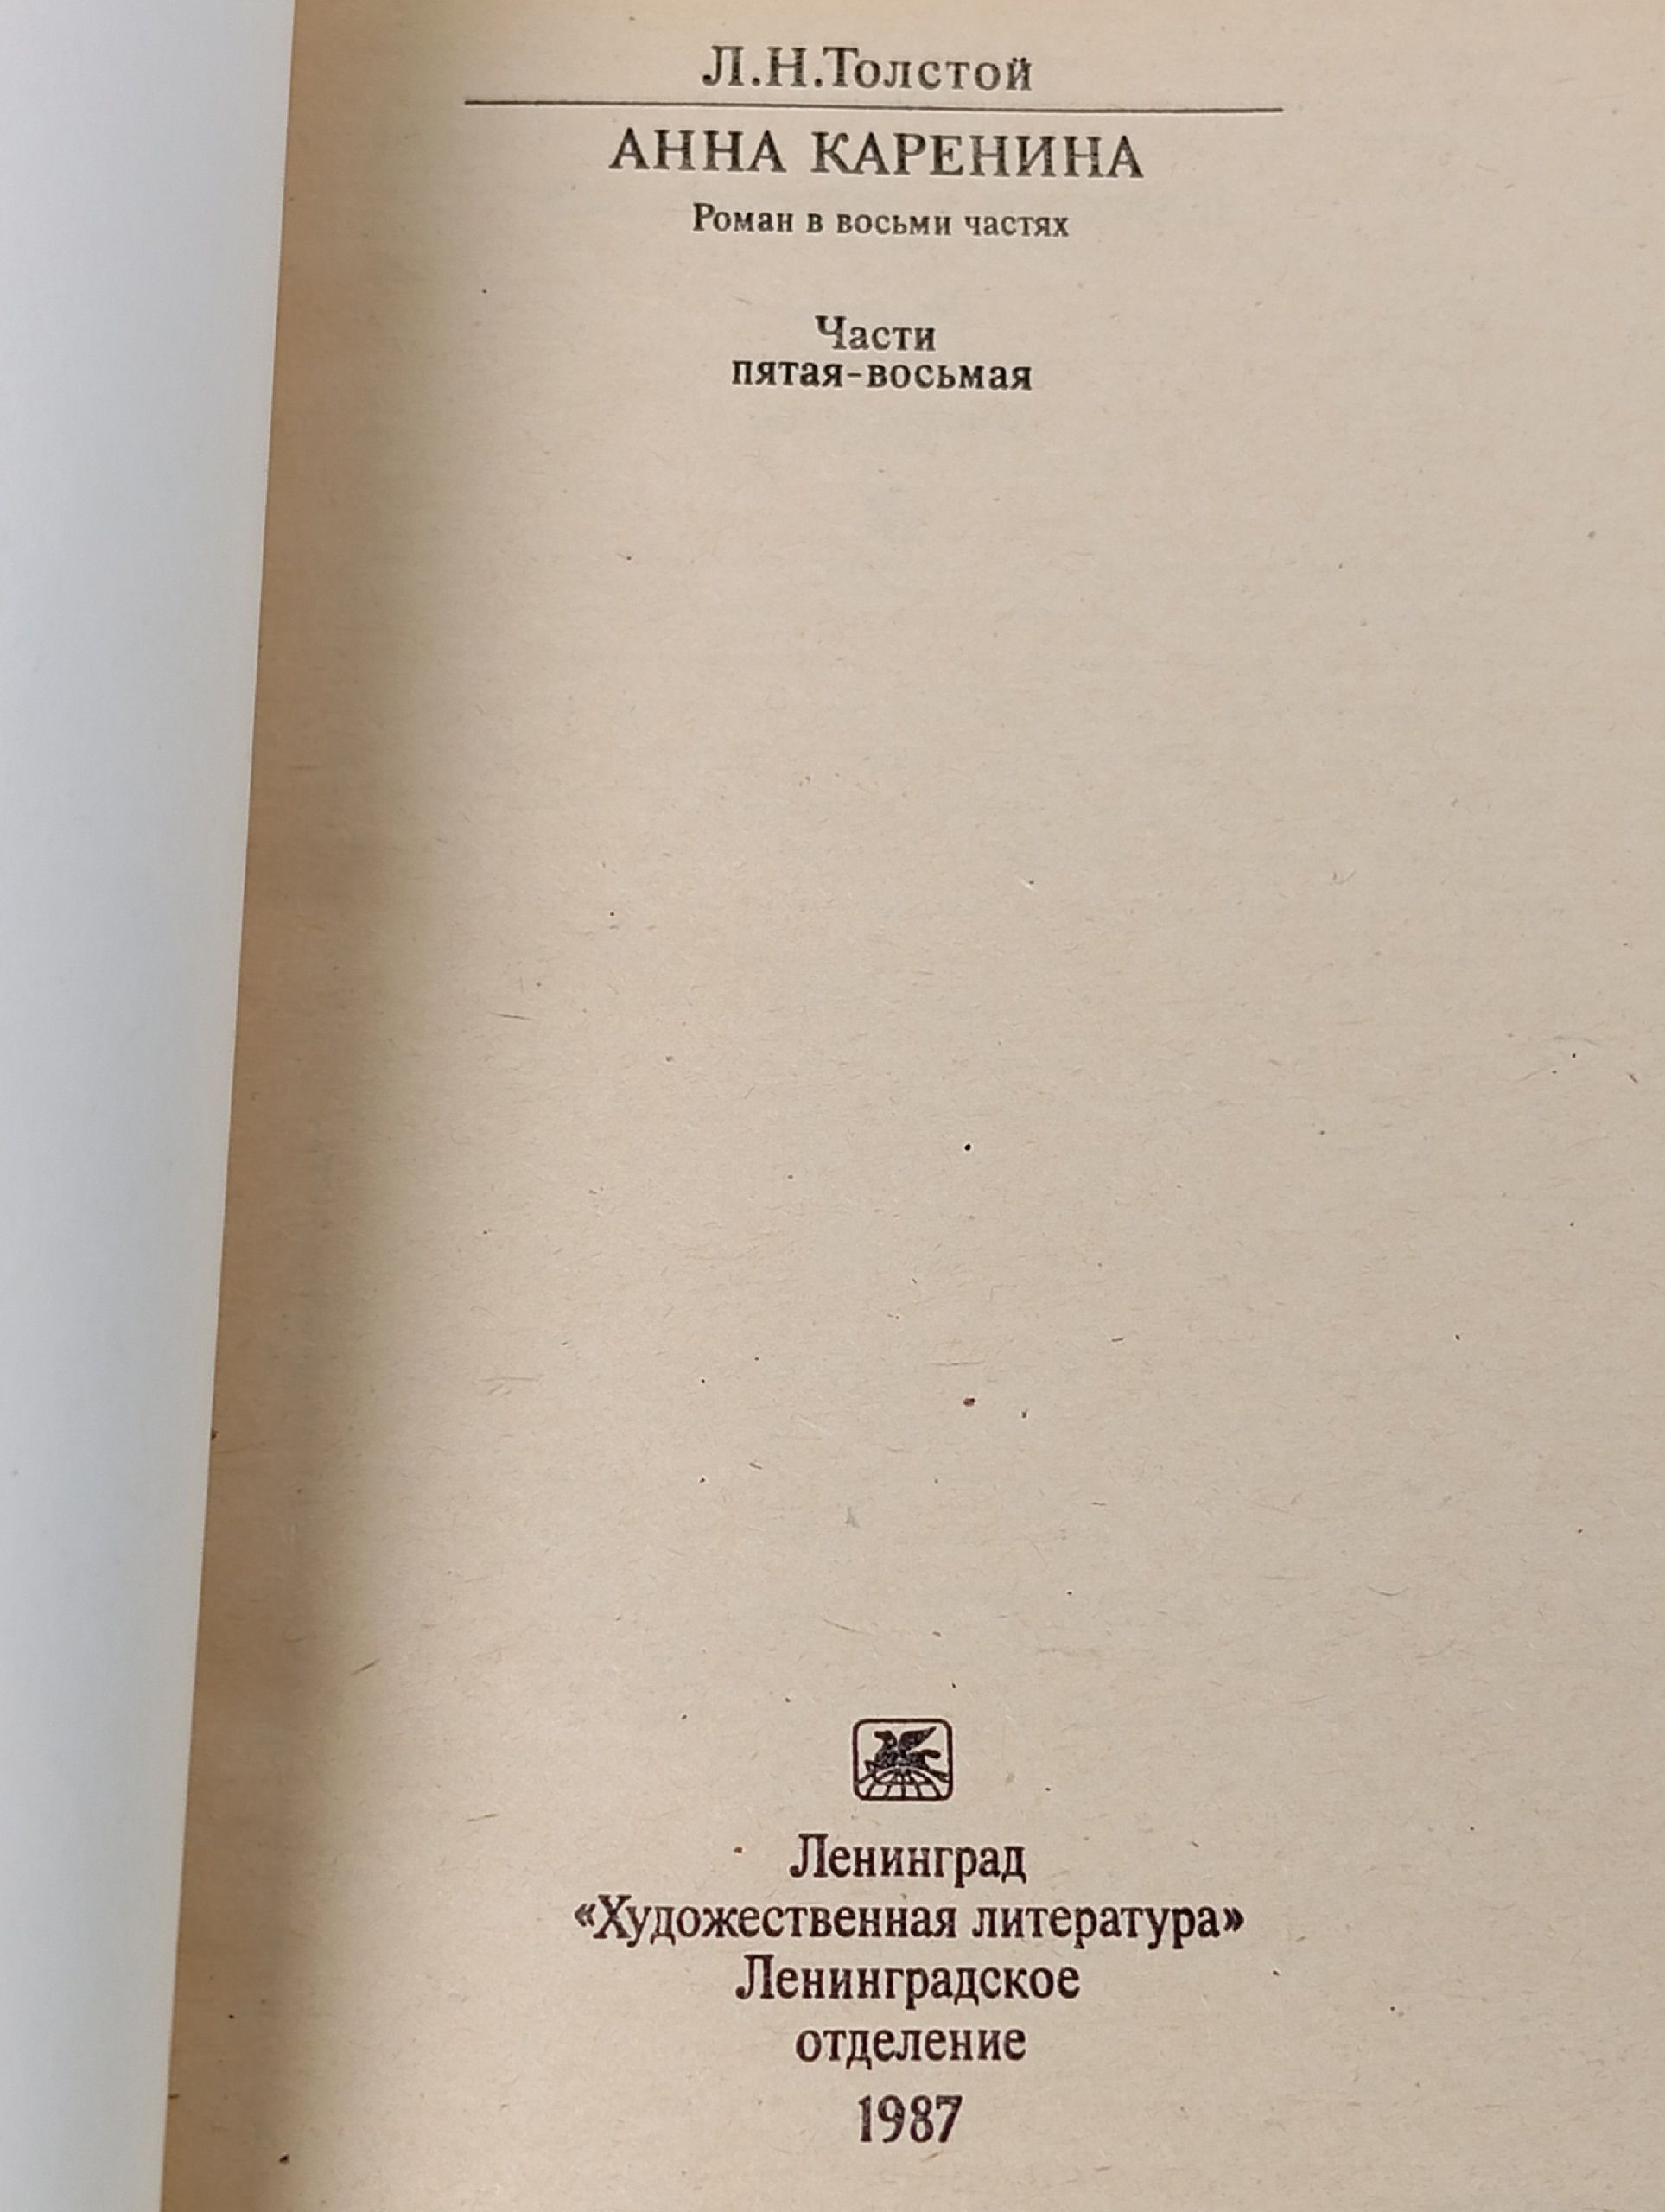 Л.Н.Толстой
АННА КАРЕНИНА
Роман в восьми частях
Части
пятая-восьмая
Ленинград
«Художественная литература»
Ленинградское
отделение
1987